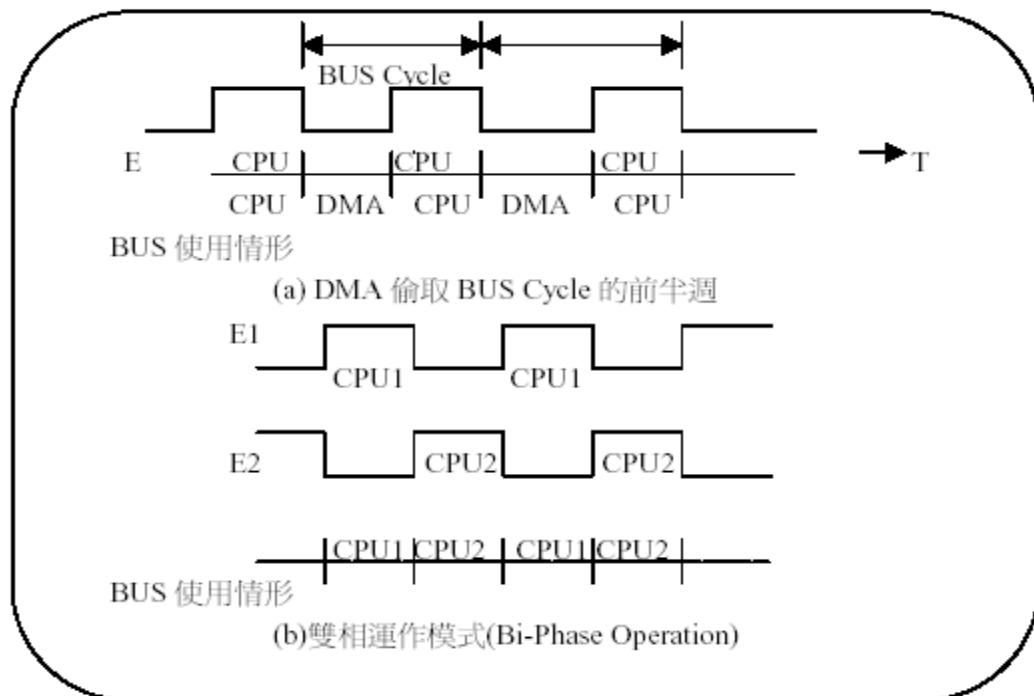 BUS Cycle
E CPU CPU CPU T
CPU DMA CPU DMA CPU
BUS 使用情形
(a) DMA 偷取 BUS Cycle 的前半週
E1
CPU1 CPU1
E2 CPU2 CPU2
CPU1 CPU2 CPU1 CPU2
BUS 使用情形
(b)雙相運作模式(Bi-Phase Operation)